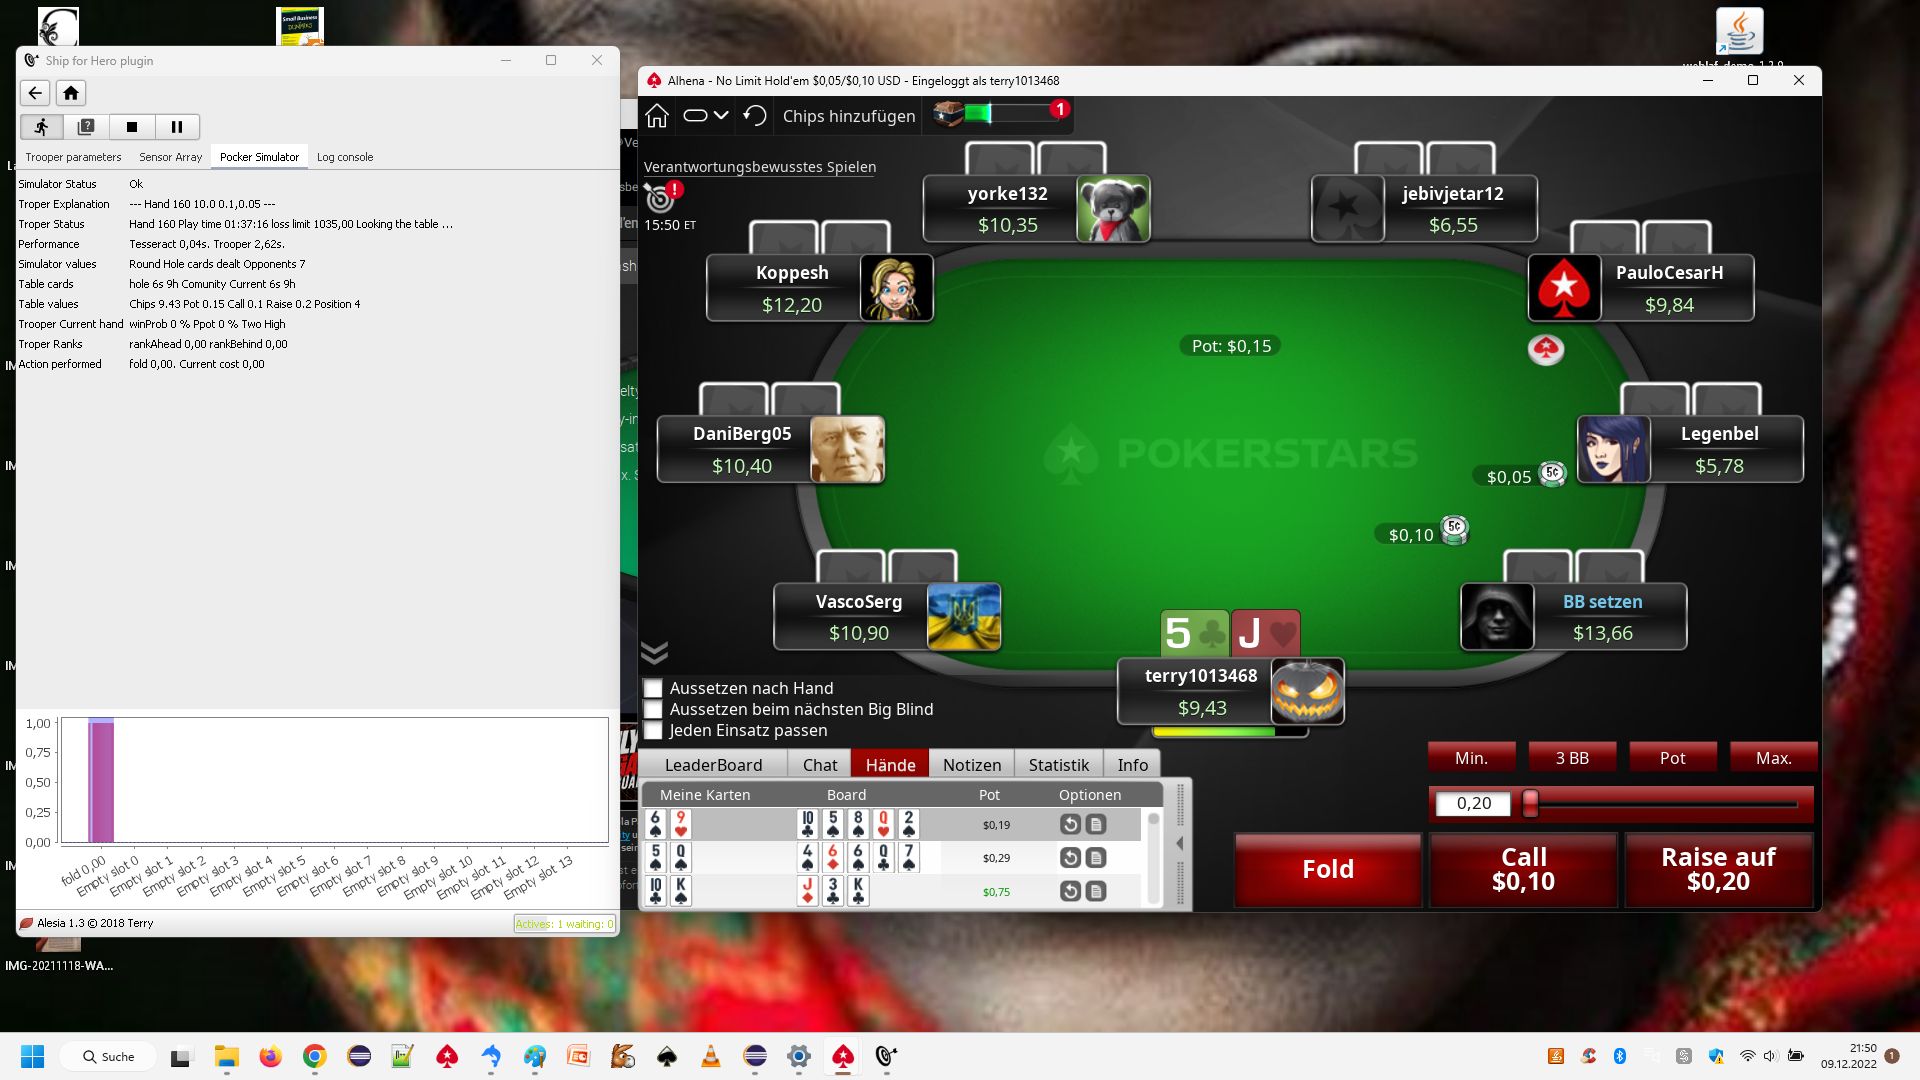 Small Business
DUMMIES
Ship for Hero plugin
Trooper parameters
Sensor Array
Pocker Simulator
Log console
Simulator Status Ok
Troper Explanation --- Hand 160 10.0 0.1,0.05 ---
Troper Status Hand 160 Play time 01:37:16 loss limit 1035,00 Looking the table ...
Performance Tesseract 0,04s. Trooper 2,62s.
Simulator values Round Hole cards dealt Opponents 7
Table cards hole 6s 9h Comunity Current 6s 9h
Table values Chips 9.43 Pot 0.15 Call 0.1 Raise 0.2 Position 4
Trooper Current hand winProb 0 % Ppot 0 % Two High
Troper Ranks rankAhead 0,00 rankBehind 0,00
Action performed fold 0,00. Current cost 0,00
1,00
0,75
0,50
0,25
0,00
fold 0,00
Empty slot 0
Empty slot 1
Empty slot 2
Empty slot 3
Empty slot 4
Empty slot 5
Empty slot 6
Empty slot 7
Empty slot 8
Empty slot 9
Empty slot 10
Empty slot 11
Empty slot 12
Empty slot 13
Alesia 1.3 © 2018 Terry
Actives: 1 waiting: 0
IMG-20211118-WA...
Alhena - No Limit Hold'em $0,05/$0,10 USD - Eingeloggt als terry1013468
Chips hinzufügen
1
Verantwortungsbewusstes Spielen
!
15:50 ET
yorke132
$10,35
jebivjetar12
$6,55
Koppesh
$12,20
PauloCesarH
$9,84
Pot: $0,15
DaniBerg05
$10,40
POKERSTARS
Legenbel
$5,78
$0,05
5¢
$0,10
5¢
VascoSerg
$10,90
5 J
BB setzen
$13,66
terry1013468
$9,43
Aussetzen nach Hand
Aussetzen beim nächsten Big Blind
Jeden Einsatz passen
LeaderBoard
Chat
Hände
Notizen
Statistik
Info
Meine Karten Board Pot Optionen
6 9 10 5 8 Q 2 $0,19
5 Q 4 6 6 Q 7 $0,29
10 K J 3 K $0,75
Min.
3 BB
Pot
Max.
0,20
Fold
Call
$0,10
Raise auf
$0,20
Suche
21:50
09.12.2022
1